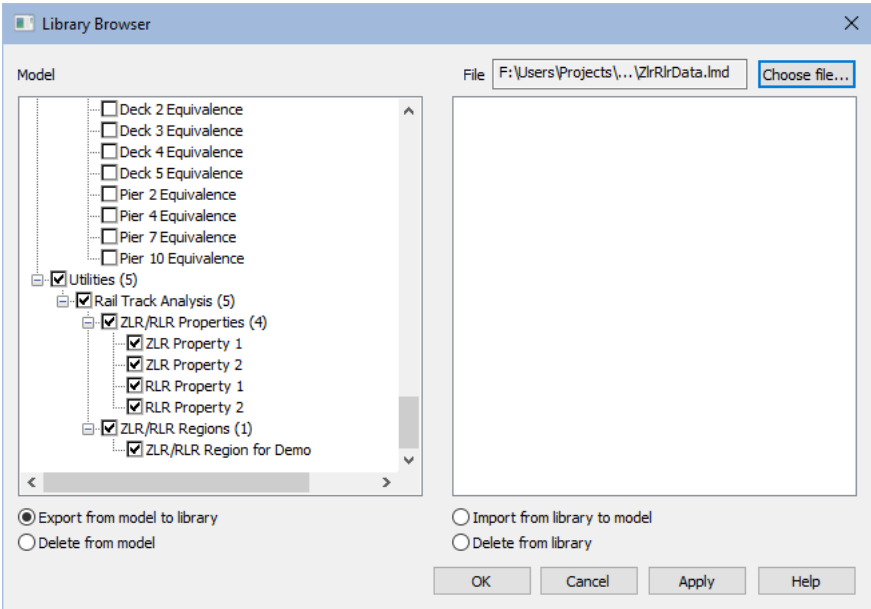 Library Browser
Model
File F:\Users\Projects\...\ZlrRlrData.lmd Choose file...
Deck 2 Equivalence
Deck 3 Equivalence
Deck 4 Equivalence
Deck 5 Equivalence
Pier 2 Equivalence
Pier 4 Equivalence
Pier 7 Equivalence
Pier 10 Equivalence
Utilities (5)
Rail Track Analysis (5)
ZLR/RLR Properties (4)
ZLR Property 1
ZLR Property 2
RLR Property 1
RLR Property 2
ZLR/RLR Regions (1)
ZLR/RLR Region for Demo
Export from model to library
Delete from model
Import from library to model
Delete from library
OK Cancel Apply Help